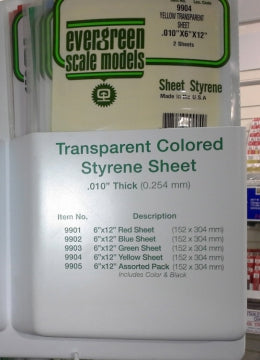 Loc. Code
9904
YELLOW TRANSPARENT
SHEET
.010"X6"X12"
2 Sheets
evergreen
scale models
Sheet Styrene
Made in the U.S.A
Transparent Colored
Styrene Sheet
.010" Thick (0.254 mm)
Item No. Description
9901 6"x12" Red Sheet (152 x 304 mm)
9902 6"x12" Blue Sheet (152 x 304 mm)
9903 6"x12" Green Sheet (152 x 304 mm)
9904 6"x12" Yellow Sheet (152 x 304 mm)
9905 6"x12" Assorted Pack (152 x 304 mm)
Includes Color & Black